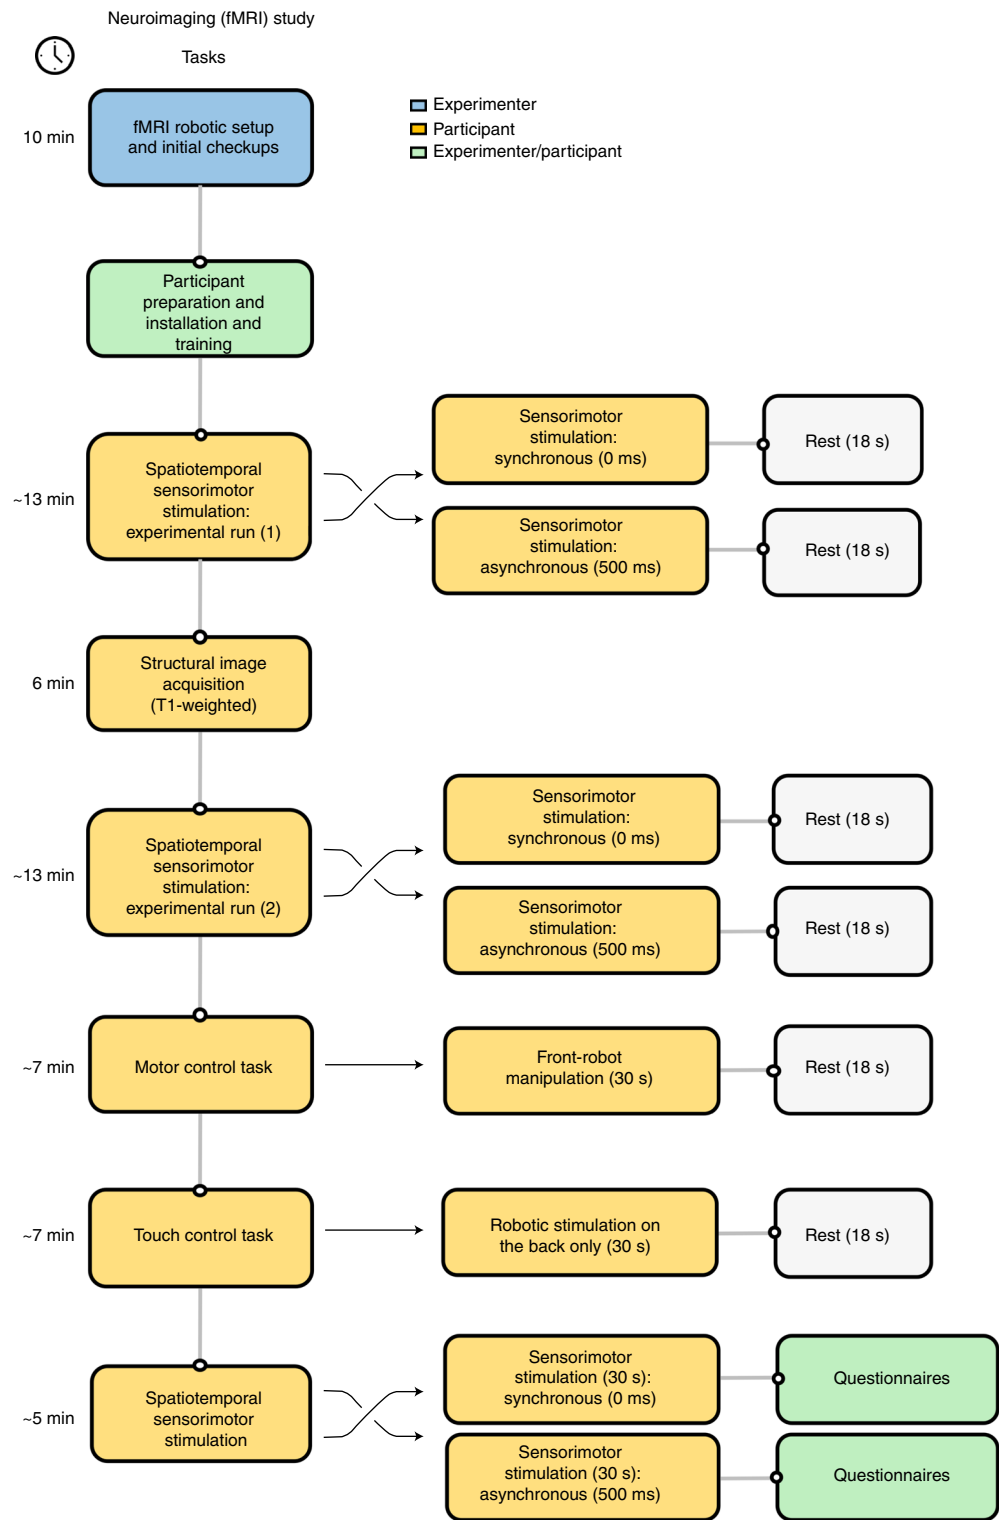 Neuroimaging (fMRI) study
Tasks
Experimenter
Participant
Experimenter/participant
10 min
fMRI robotic setup
and initial checkups
Participant
preparation and
installation and
training
~13 min
Spatiotemporal
sensorimotor
stimulation:
experimental run (1)
Sensorimotor
stimulation:
synchronous (0 ms)
Rest (18 s)
Sensorimotor
stimulation:
asynchronous (500 ms)
Rest (18 s)
6 min
Structural image
acquisition
(T1-weighted)
~13 min
Spatiotemporal
sensorimotor
stimulation:
experimental run (2)
Sensorimotor
stimulation:
synchronous (0 ms)
Rest (18 s)
Sensorimotor
stimulation:
asynchronous (500 ms)
Rest (18 s)
~7 min
Motor control task
Front-robot
manipulation (30 s)
Rest (18 s)
~7 min
Touch control task
Robotic stimulation on
the back only (30 s)
Rest (18 s)
~5 min
Spatiotemporal
sensorimotor
stimulation
Sensorimotor
stimulation (30 s):
synchronous (0 ms)
Questionnaires
Sensorimotor
stimulation (30 s):
asynchronous (500 ms)
Questionnaires